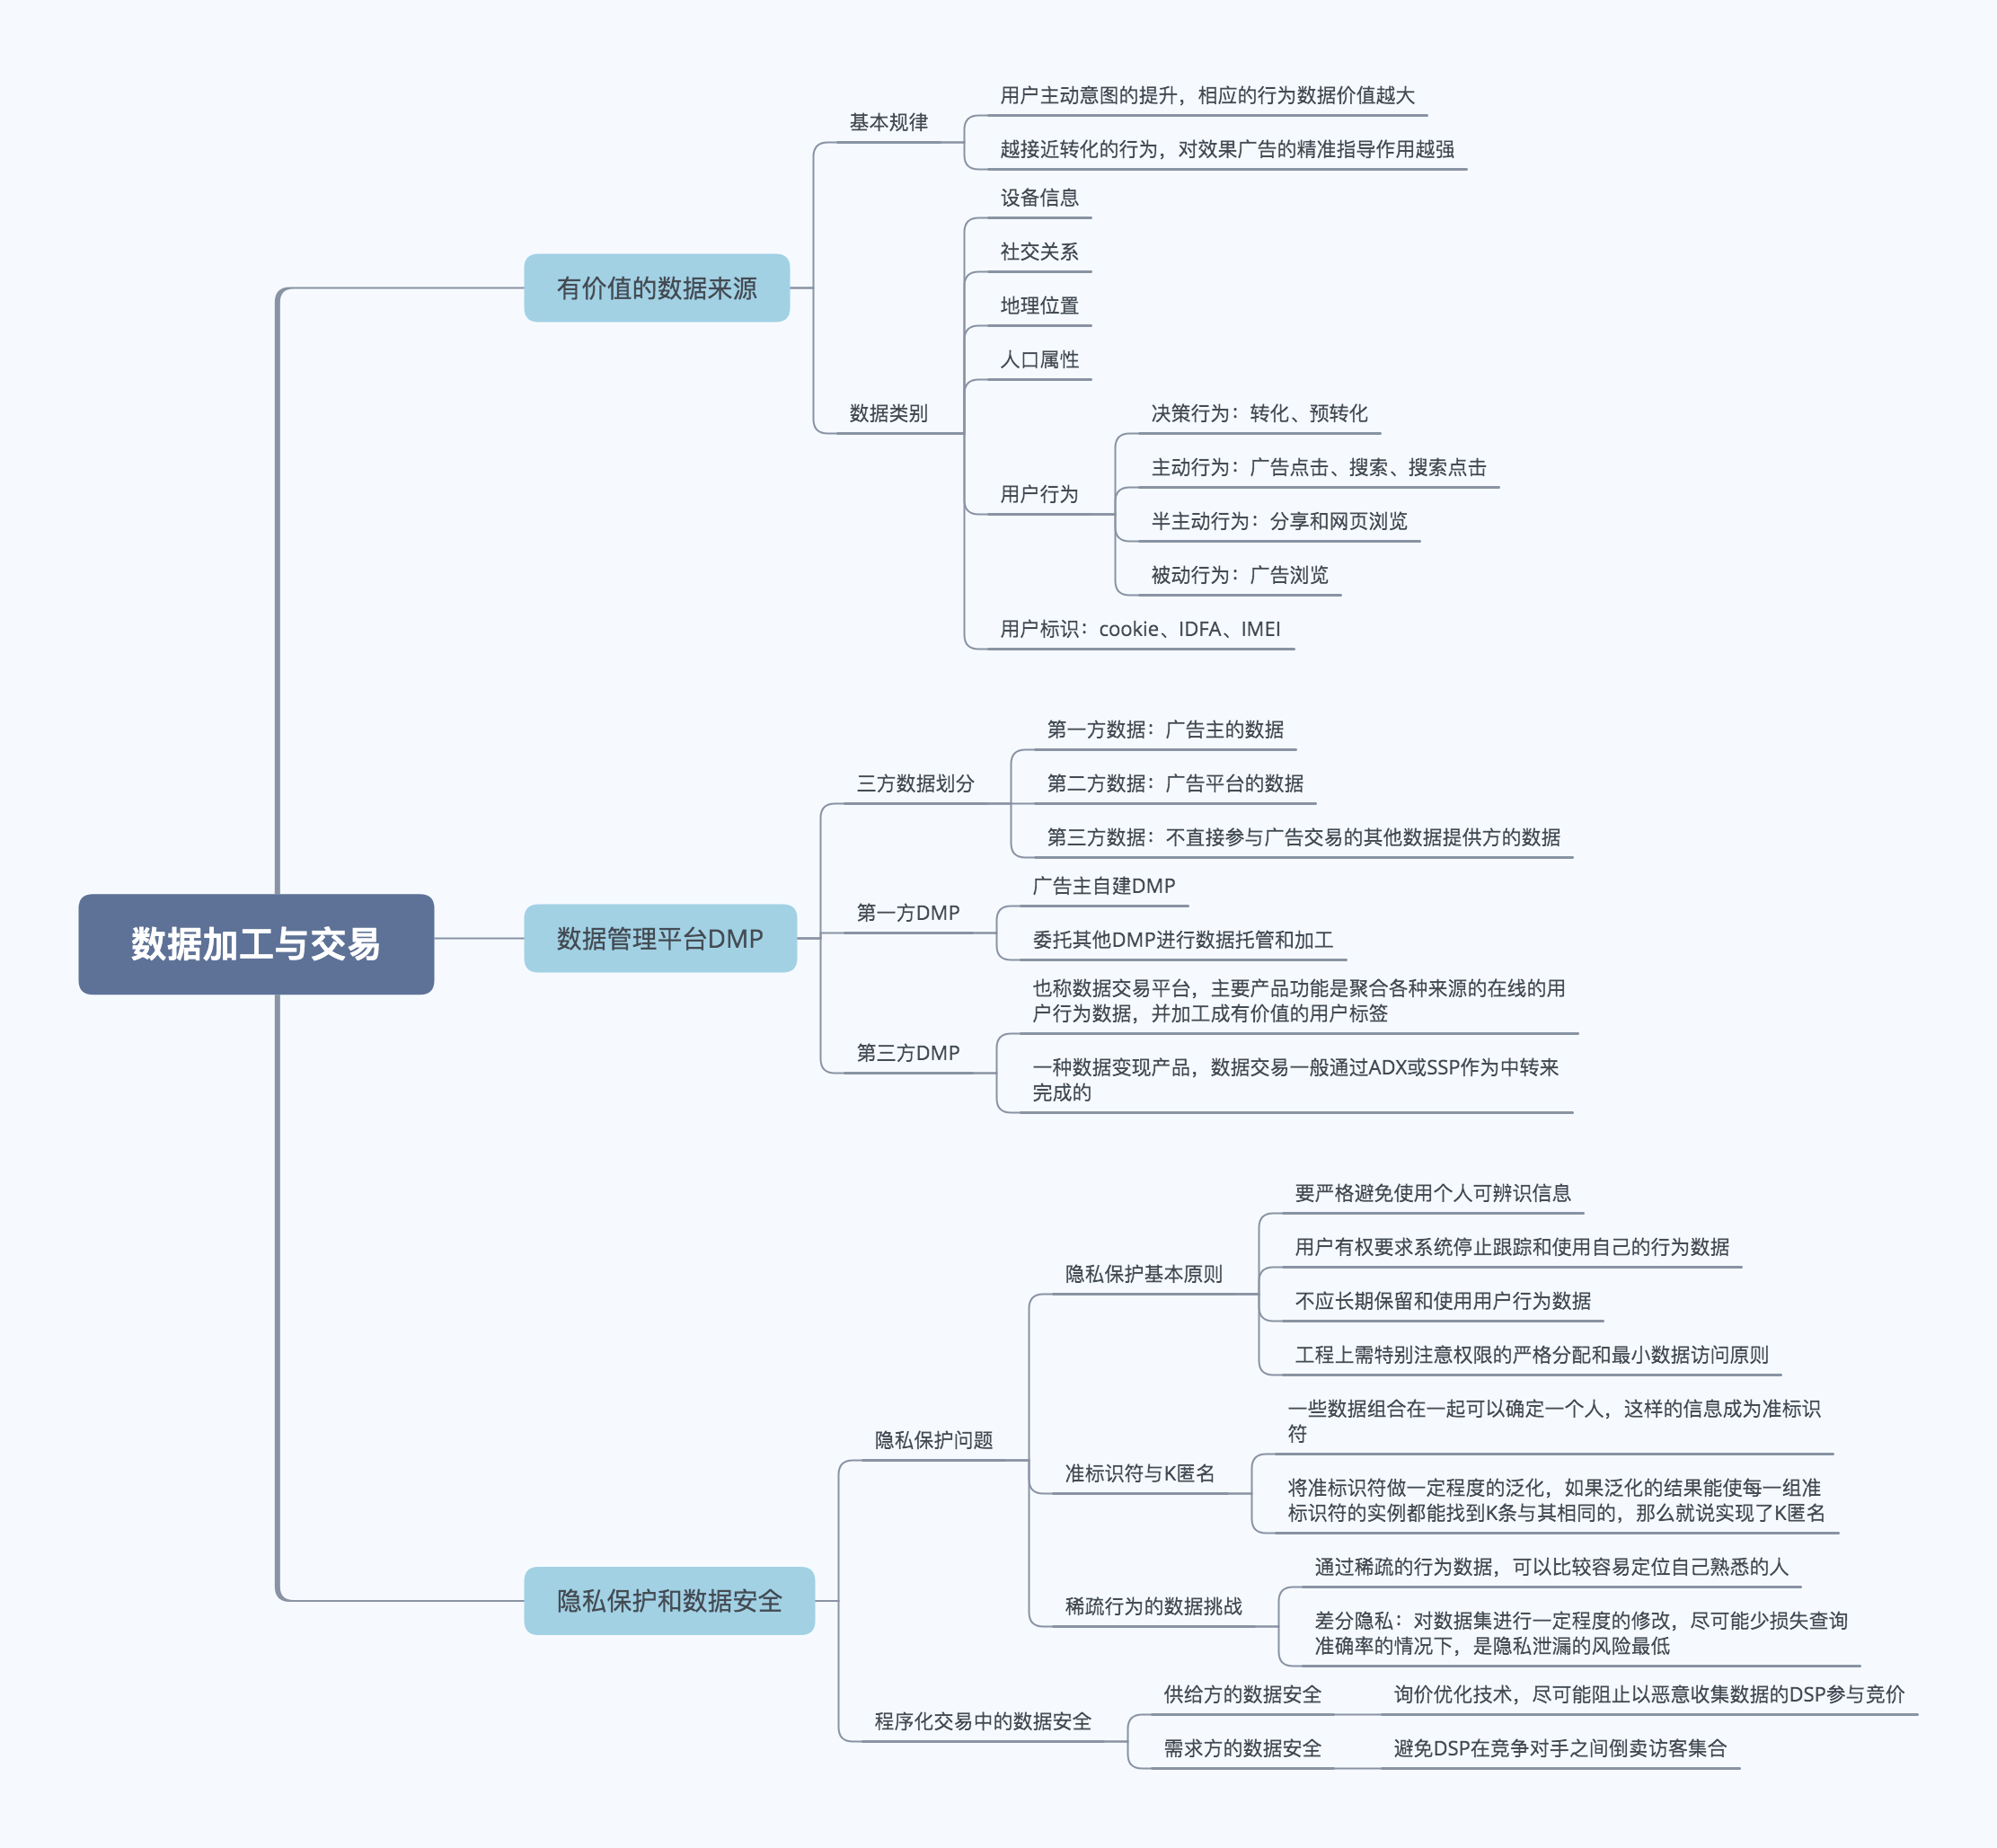 数据加工与交易
有价值的数据来源
基本规律
用户主动意图的提升，相应的行为数据价值越大
越接近转化的行为，对效果广告的精准指导作用越强
数据类别
设备信息
社交关系
地理位置
人口属性
用户行为
决策行为：转化、预转化
主动行为：广告点击、搜索、搜索点击
半主动行为：分享和网页浏览
被动行为：广告浏览
用户标识：cookie、IDFA、IMEI
数据管理平台DMP
三方数据划分
第一方数据：广告主的数据
第二方数据：广告平台的数据
第三方数据：不直接参与广告交易的其他数据提供方的数据
第一方DMP
广告主自建DMP
委托其他DMP进行数据托管和加工
第三方DMP
也称数据交易平台，主要产品功能是聚合各种来源的在线的用
户行为数据，并加工成有价值的用户标签
一种数据变现产品，数据交易一般通过ADX或SSP作为中转来
完成的
隐私保护和数据安全
隐私保护问题
隐私保护基本原则
要严格避免使用个人可辨识信息
用户有权要求系统停止跟踪和使用自己的行为数据
不应长期保留和使用用户行为数据
工程上需特别注意权限的严格分配和最小数据访问原则
准标识符与K匿名
一些数据组合在一起可以确定一个人，这样的信息成为准标识
符
将准标识符做一定程度的泛化，如果泛化的结果能使每一组准
标识符的实例都能找到K条与其相同的，那么就说实现了K匿名
稀疏行为的数据挑战
通过稀疏的行为数据，可以比较容易定位自己熟悉的人
差分隐私：对数据集进行一定程度的修改，尽可能少损失查询
准确率的情况下，是隐私泄漏的风险最低
程序化交易中的数据安全
供给方的数据安全
询价优化技术，尽可能阻止以恶意收集数据的DSP参与竞价
需求方的数据安全
避免DSP在竞争对手之间倒卖访客集合